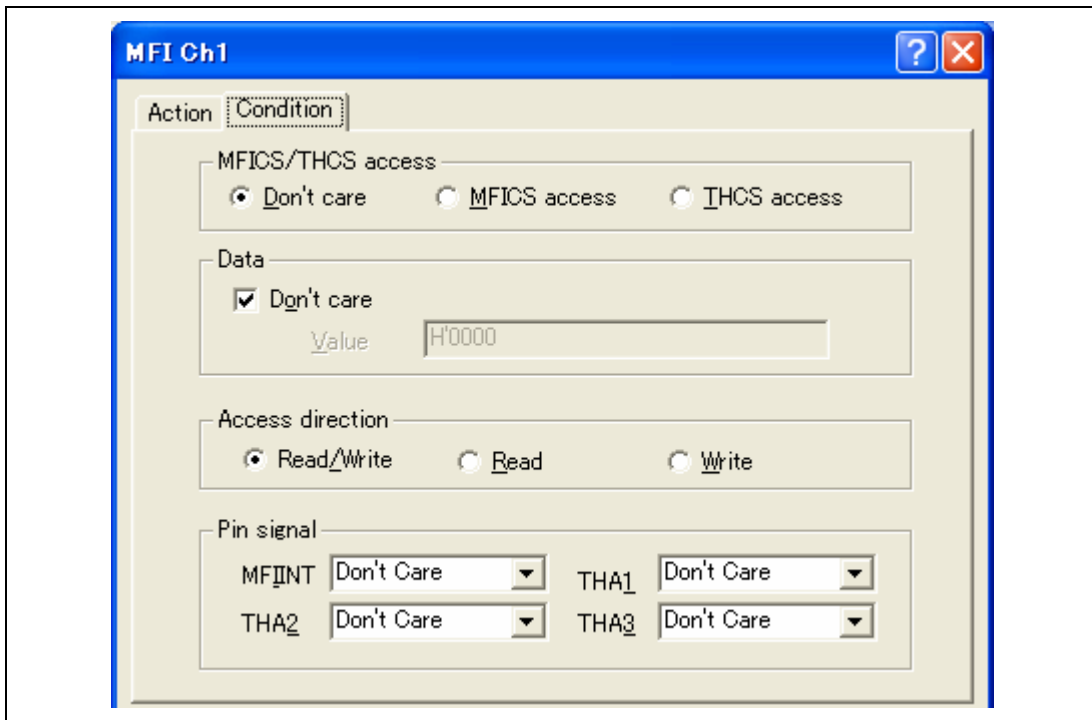 MFI Ch1
Action Condition
MFICS/THCS access
Don't care MFICS access THCS access
Data
Don't care
Value H'0000
Access direction
Read/Write Read Write
Pin signal
MFIINT Don't Care THA1 Don't Care
THA2 Don't Care THA3 Don't Care